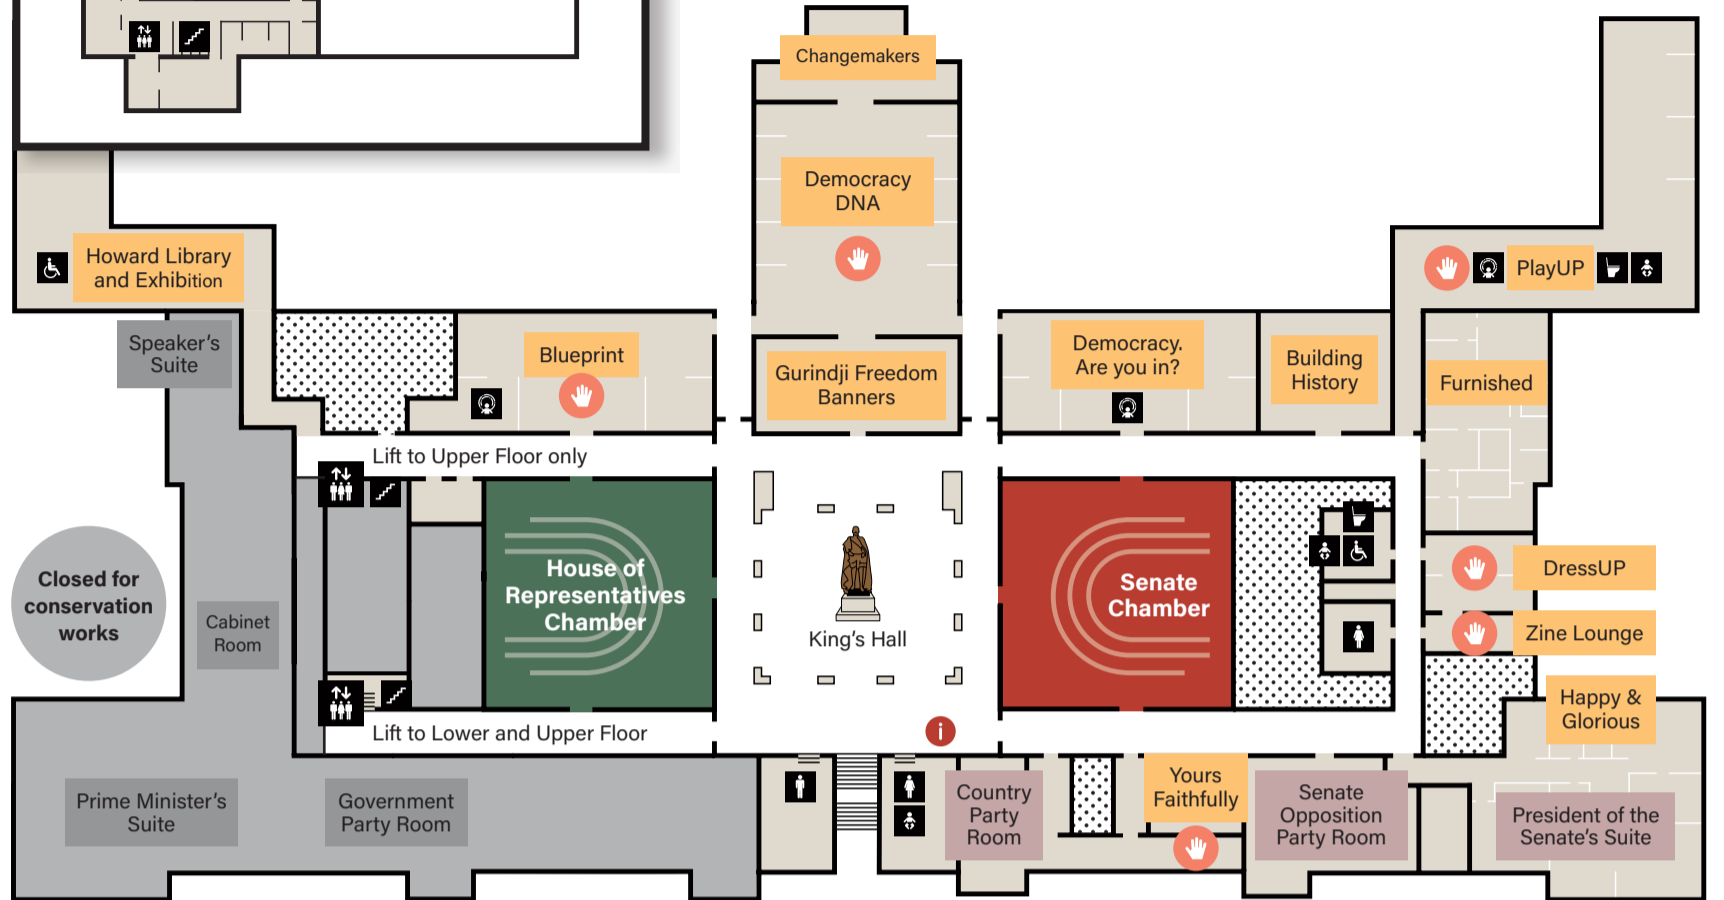 Changemakers
Democracy
DNA
Howard Library
and Exhibition
PlayUP
Speaker's
Suite
Blueprint
Gurindji Freedom
Banners
Democracy.
Are you in?
Building
History
Furnished
Lift to Upper Floor only
House of
Representatives
Chamber
King's Hall
Senate
Chamber
DressUP
Zine Lounge
Closed for
conservation
works
Cabinet
Room
Happy &
Glorious
Lift to Lower and Upper Floor
i
Prime Minister's
Suite
Government
Party Room
Country
Party
Room
Yours
Faithfully
Senate
Opposition
Party Room
President of the
Senate's Suite